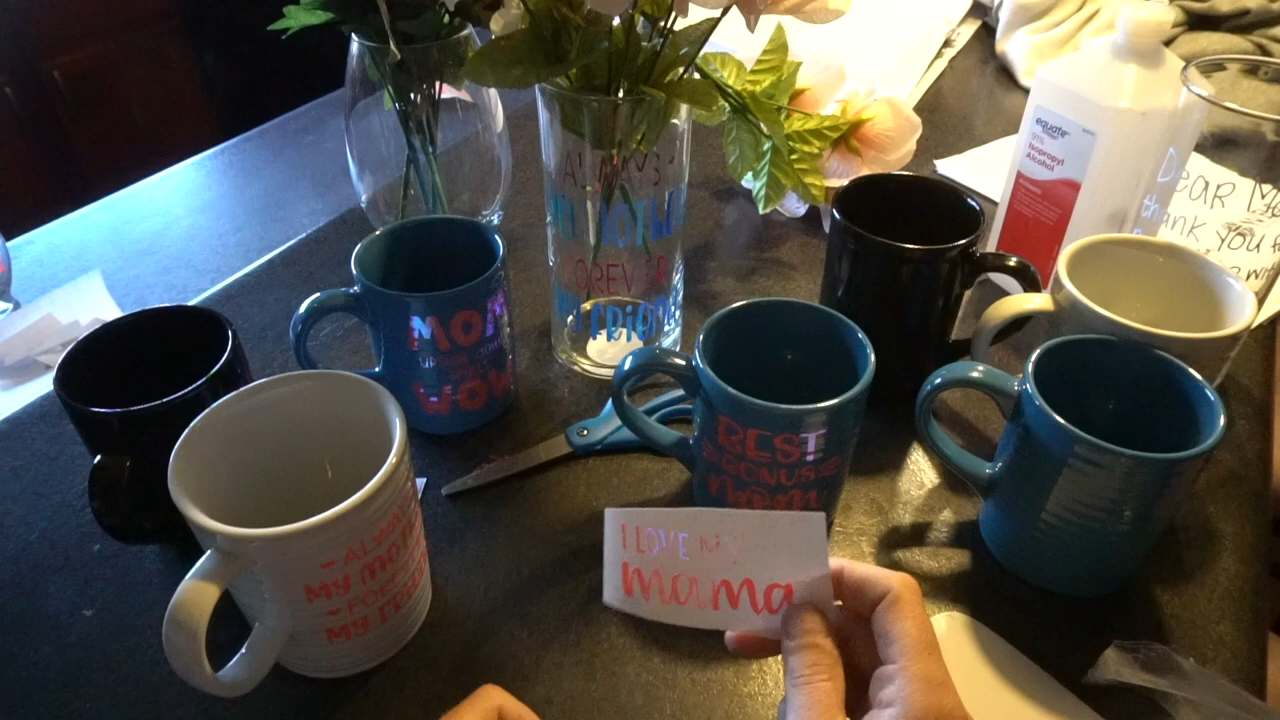 ALWAYS
MY MOTHER
FOREVER
MY FRIEND
equate
91%
Isopropyl
Alcohol
Dear
thank you
MOM
WOW
BEST
BONUS
mom
- ALWAYS
MY MOTHER
- FOREVER
MY FRIEND
I LOVE MY
mama